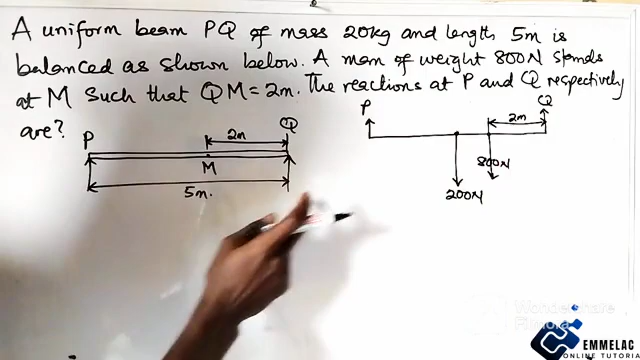 A uniform beam PQ of mass 20kg and length 5m is
balanced as shown below. A man of weight 800N stands
at M such that QM = 2m. The reactions at P and Q respectively
are?
P
2m
Q
M
5m.
P
Q
2m
800N
200N
Wondershare
Filmora
EMMELAC
ONLINE TUTORIA